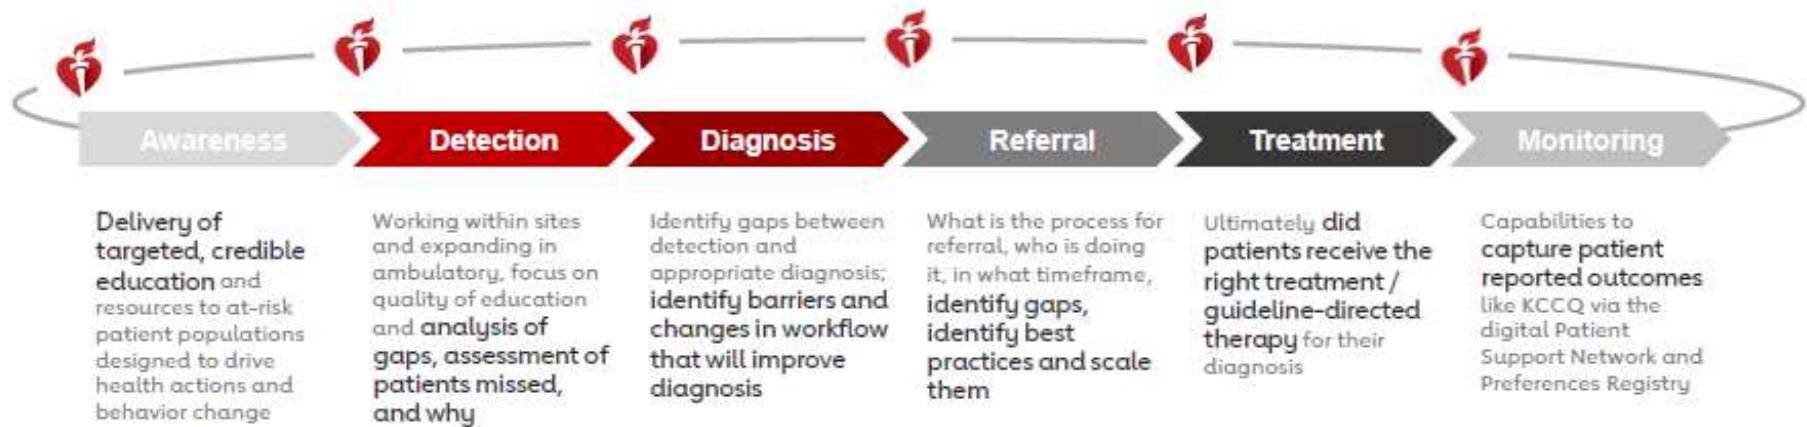 Awareness
Detection
Diagnosis
Referral
Treatment
Monitoring
Delivery of
targeted, credible
education and
resources to at-risk
patient populations
designed to drive
health actions and
behavior change
Working within sites
and expanding in
ambulatory, focus on
quality of education
and analysis of
gaps, assessment of
patients missed,
and why
Identify gaps between
detection and
appropriate diagnosis;
identify barriers and
changes in workflow
that will improve
diagnosis
What is the process for
referral, who is doing
it, in what timeframe,
identify gaps,
identify best
practices and scale
them
Ultimately did
patients receive the
right treatment /
guideline-directed
therapy for their
diagnosis
Capabilities to
capture patient
reported outcomes
like KCCQ via the
digital Patient
Support Network and
Preferences Registry